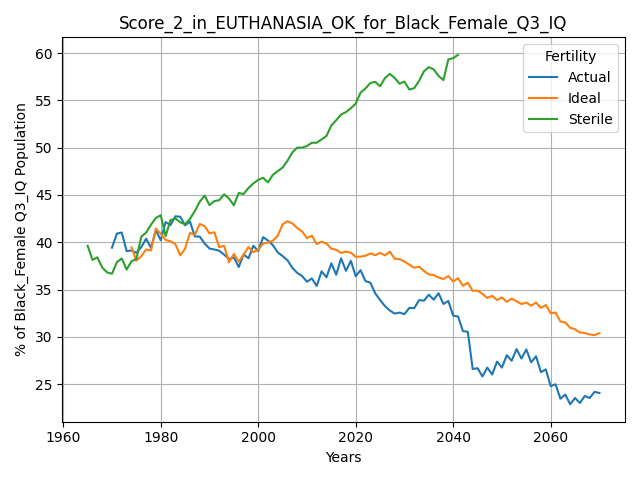 Score_2_in_EUTHANASIA_OK_for_Black_Female_Q3_IQ
% of Black_Female Q3_IQ Population
60
55
50
45
40
35
30
25
Fertility
Actual
Ideal
Sterile
1960 1980 2000 2020 2040 2060
Years